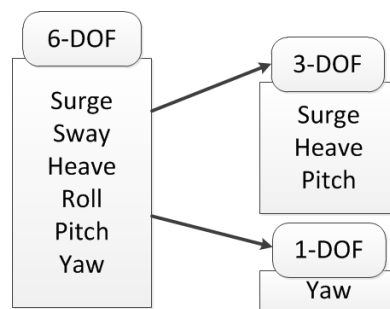 6-DOF
Surge
Sway
Heave
Roll
Pitch
Yaw
3-DOF
Surge
Heave
Pitch
1-DOF
Yaw